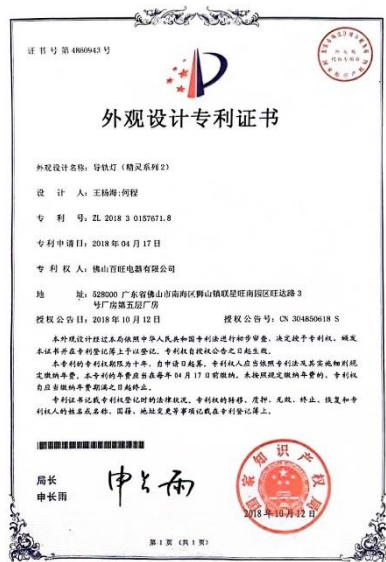 证书号第4880943号
外观设计专利证书
外观设计名称：导轨灯（精灵系列2）
设 计 人：王杨海;何程
专 利 号：ZL 2018 3 0157671.8
专利申请日：2018年04月17日
专 利 权 人：佛山百旺电器有限公司
地 址：528000 广东省佛山市南海区狮山镇联星旺南园区旺达路3
号厂房第五层厂房
授权公告日：2018年10月12日 授权公告号：CN 304850618 S
本外观设计经过本局依照中华人民共和国专利法进行初步审查，决定授予专利权，颁发
本证书并在专利登记簿上予以登记。专利权自授权公告之日起生效。
本专利的专利权期限为十年，自申请日起算。专利权人应当依照专利法及其实施细则规
定缴纳年费。本专利的年费应当在每年04月17日前缴纳。未按照规定缴纳年费的，专利权
自应当缴纳年费期满之日起终止。
专利证书记载专利权登记时的法律状况。专利权的转移、质押、无效、终止、恢复和专
利权人的姓名或名称、国籍、地址变更等事项记载在专利登记簿上。
局长
申长雨
申长雨
国家知识产权局
2018年10月12日
第 1 页 （共 1 页）